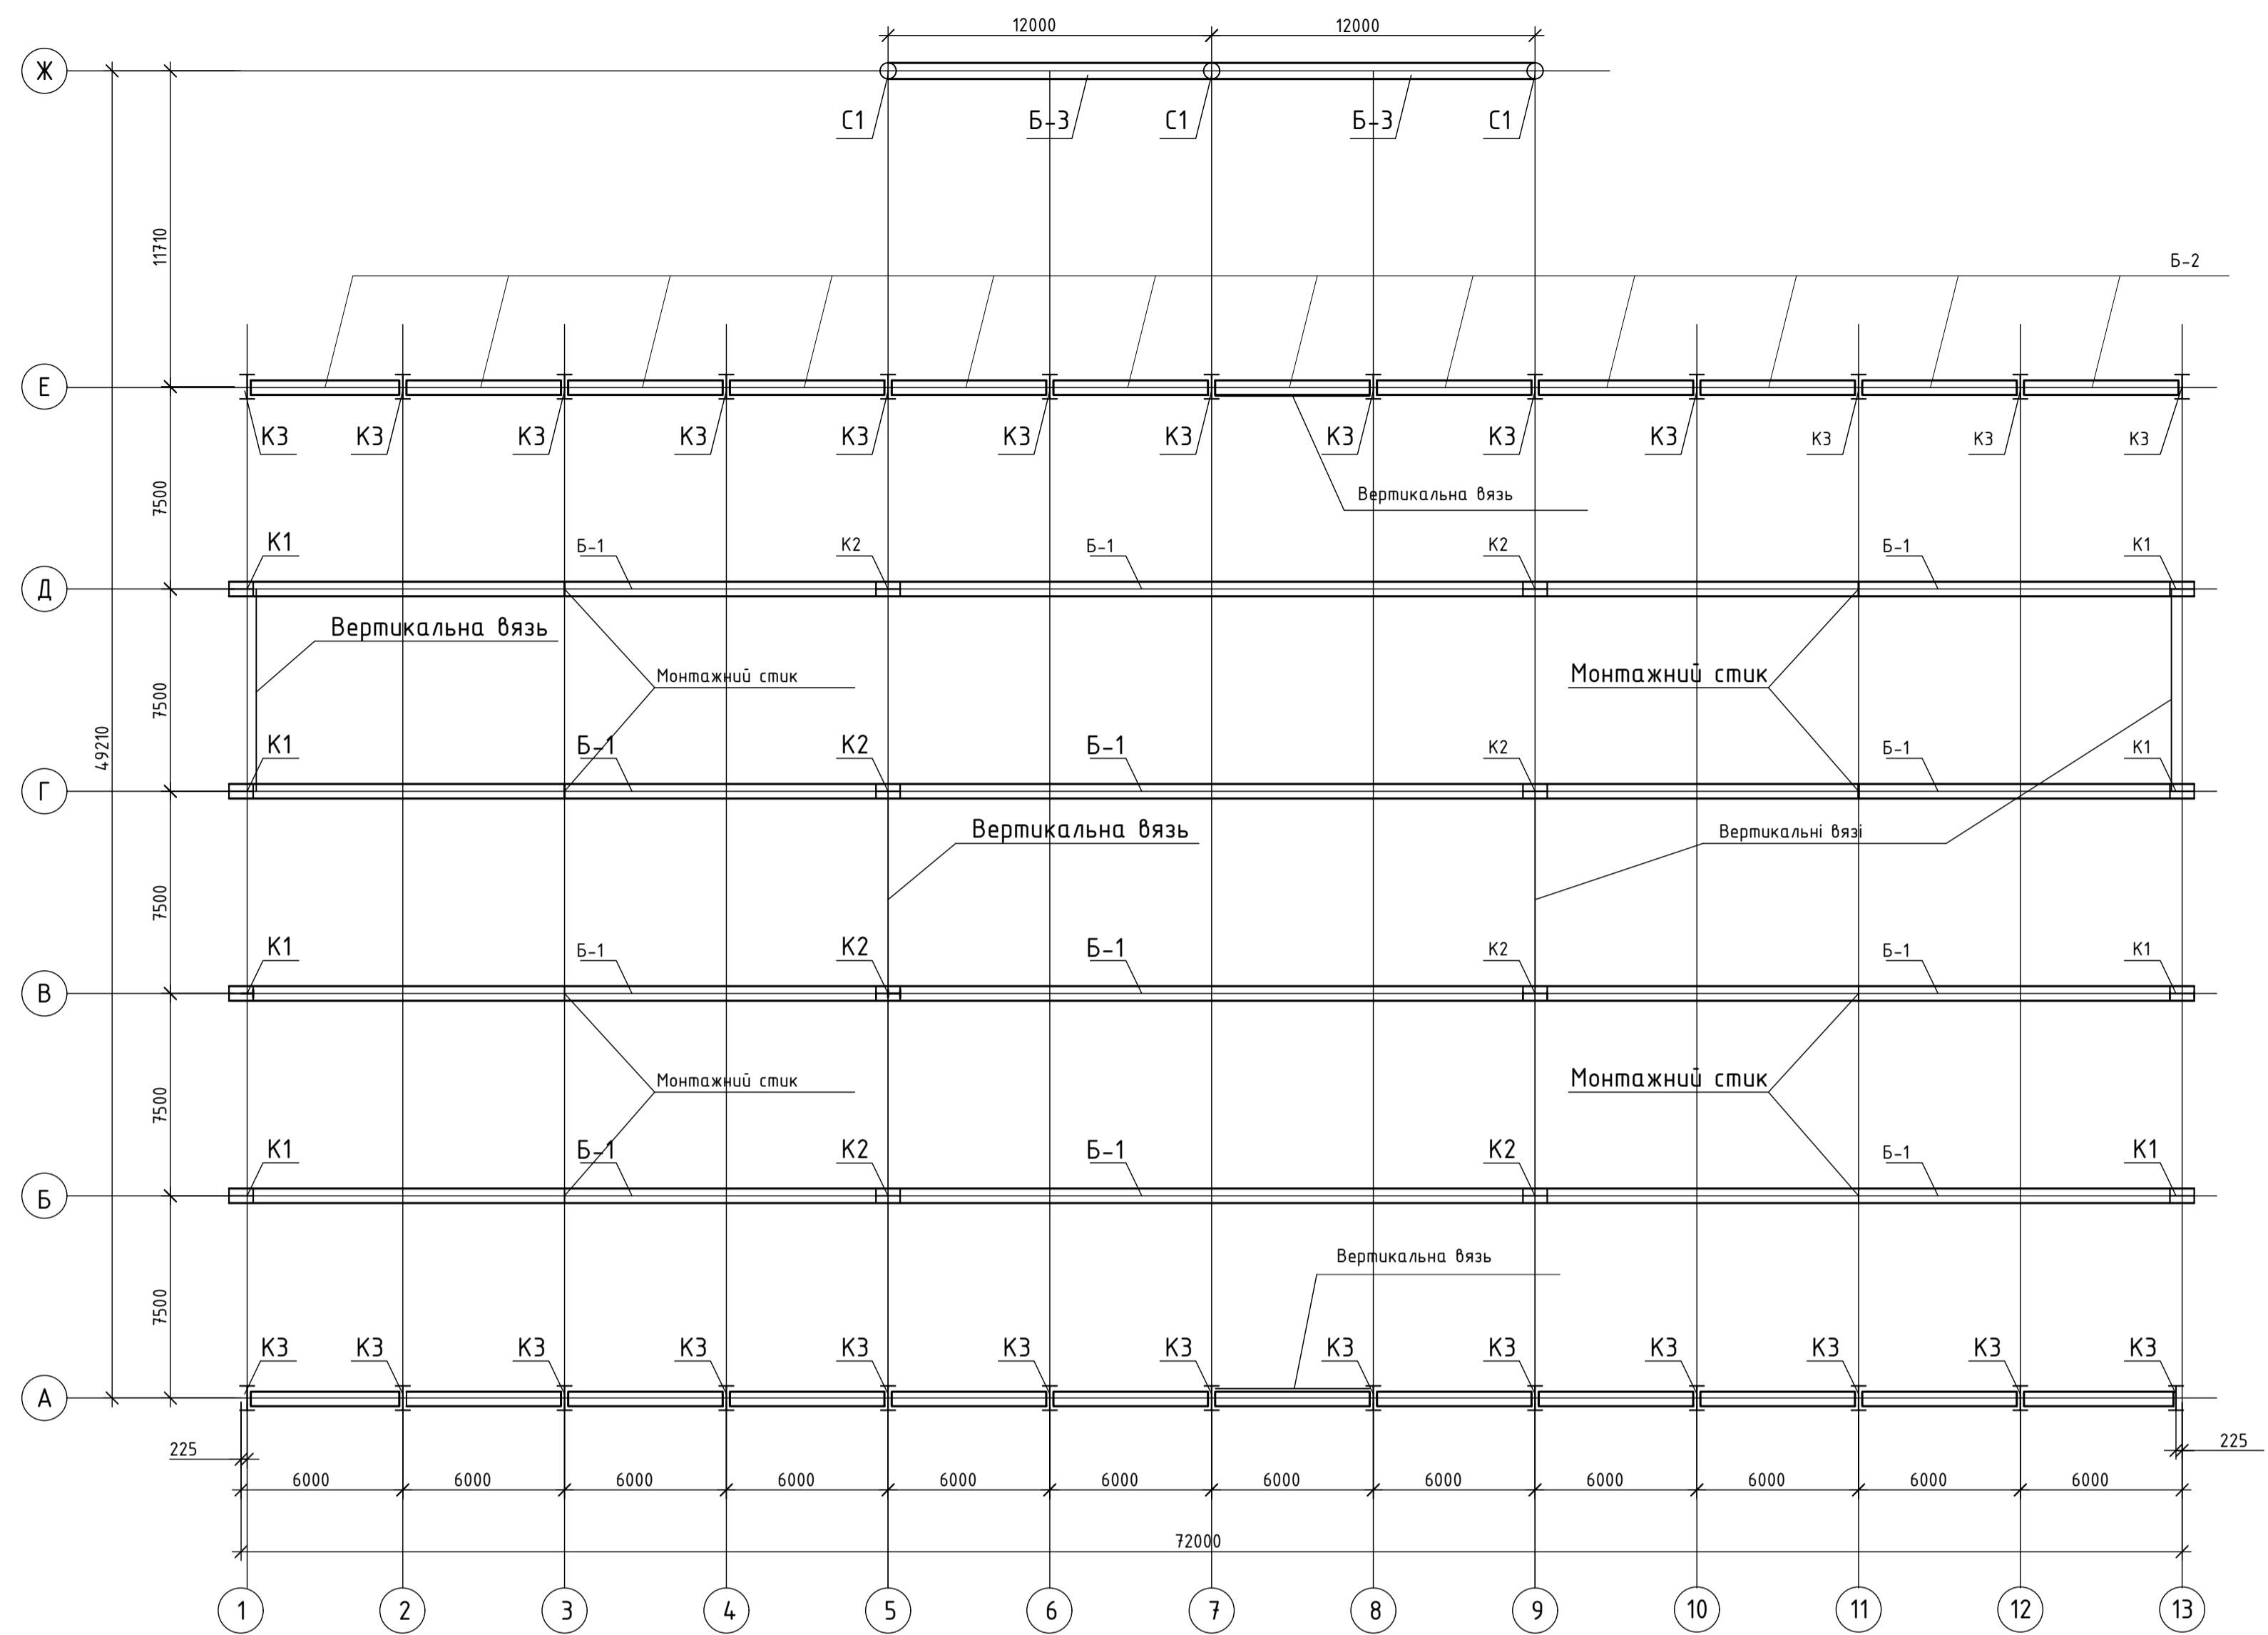 12000 12000
Ж
С1 Б-3 С1 Б-3 С1
11710
Б-2
Е
К3 К3 К3 К3 К3 К3 К3 К3 К3 К3 К3 К3 К3
7500
Вертикальна вязь
К1 Б-1 К2 Б-1 К2 Б-1 К1
Д
Вертикальна вязь
Монтажний стик Монтажний стик
7500
49210
К1 Б-1 К2 Б-1 К2 Б-1 К1
Г
Вертикальна вязь Вертикальні вязі
7500
К1 Б-1 К2 Б-1 К2 Б-1 К1
В
Монтажний стик Монтажний стик
7500
К1 Б-1 К2 Б-1 К2 Б-1 К1
Б
Вертикальна вязь
7500
К3 К3 К3 К3 К3 К3 К3 К3 К3 К3 К3 К3 К3
А
225 225
6000 6000 6000 6000 6000 6000 6000 6000 6000 6000 6000 6000
72000
1 2 3 4 5 6 7 8 9 10 11 12 13